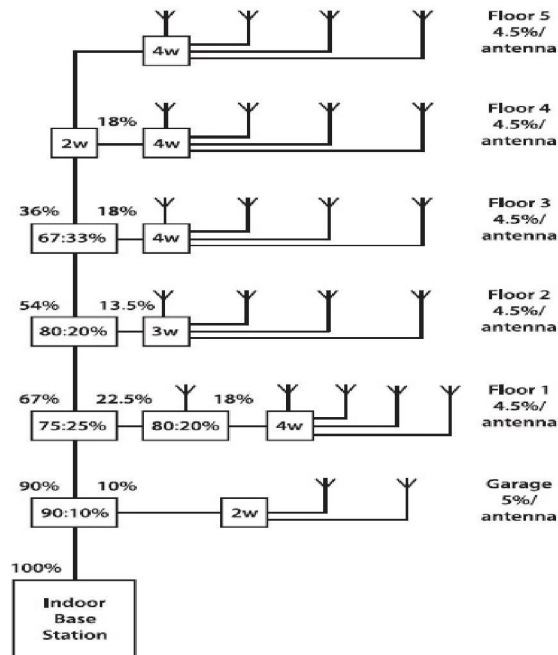 Floor 5
4.5%/
antenna
4w
18%
Floor 4
4.5%/
antenna
2w
4w
36%
18%
Floor 3
4.5%/
antenna
67:33%
4w
54%
13.5%
Floor 2
4.5%/
antenna
80:20%
3w
67%
22.5%
18%
Floor 1
4.5%/
antenna
75:25%
80:20%
4w
90%
10%
Garage
5%/
antenna
90:10%
2w
100%
Indoor
Base
Station